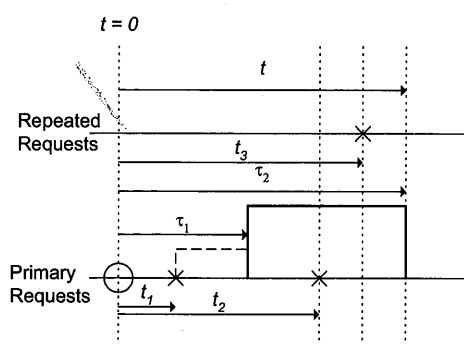 t = 0
t
Repeated
Requests
t3
τ2
τ1
Primary
Requests
t1
t2